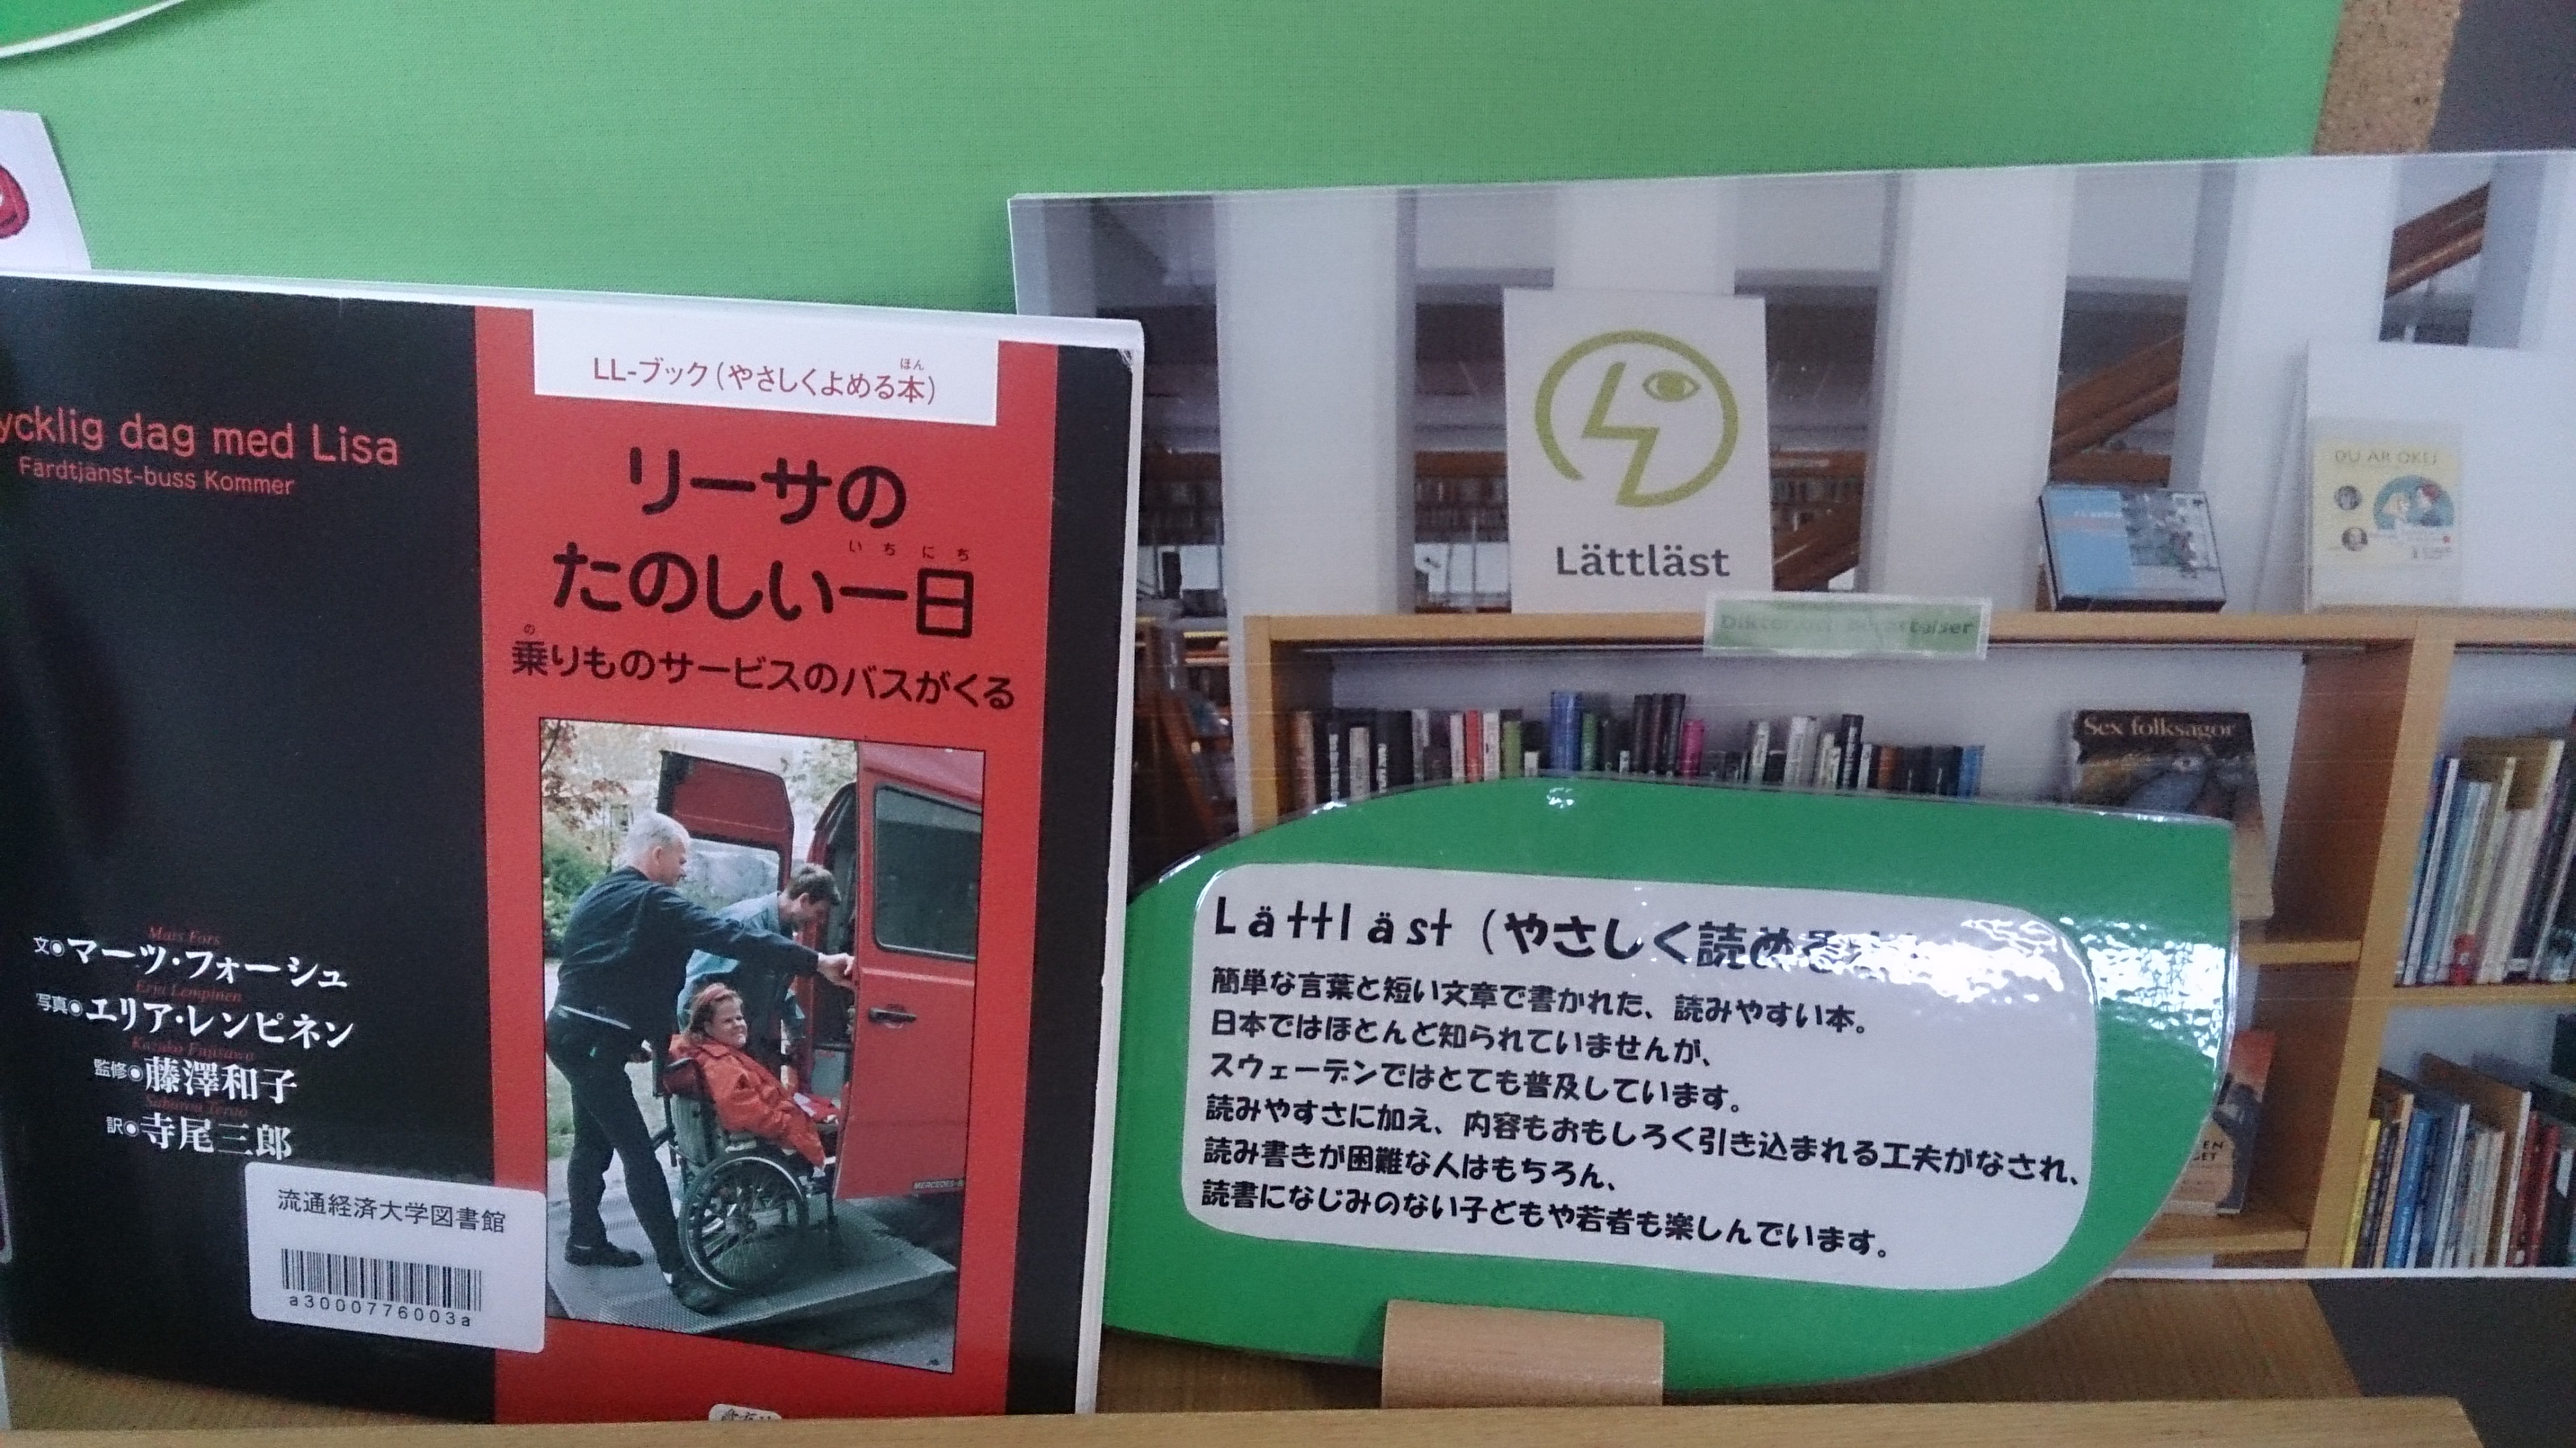 LL-ブック(やさしくよめる本)
ほん
ycklig dag med Lisa
Färdtjänst-buss Kommer
リーサの
いちにち
たのしい一日
の
乗りものサービスのバスがくる
Mats Fors
文◉マーツ・フォーシュ
Erja Lempinen
写真◉エリア・レンピネン
Kazuko Fujisawa
監修◉藤澤和子
Saburou Terao
訳◉寺尾三郎
流通経済大学図書館
a3000776003a
MERCEDES-B
Lättläst
DU ÄR OKEJ
Sex folksagor
Lättläst(やさしく読める
簡単な言葉と短い文章で書かれた、読みやすい本。
日本ではほとんど知られていませんが、
スウェーデンではとても普及しています。
読みやすさに加え、内容もおもしろく引き込まれる工夫がなされ、
読み書きが困難な人はもちろん、
読書になじみのない子どもや若者も楽しんでいます。